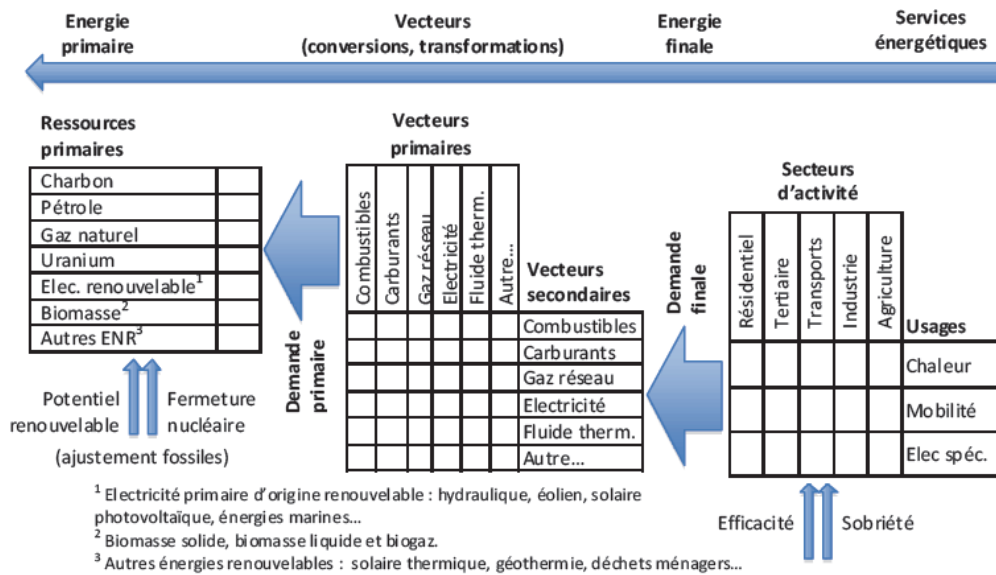 Energie
primaire
Vecteurs
(conversions, transformations)
Energie
finale
Services
énergétiques
Ressources
primaires
Charbon
Pétrole
Gaz naturel
Uranium
Elec. renouvelable¹
Biomasse²
Autres ENR³
Potentiel
renouvelable
Fermeture
nucléaire
(ajustement fossiles)
Demande
primaire
Vecteurs
primaires
Combustibles
Carburants
Gaz réseau
Electricité
Fluide therm.
Autre...
Vecteurs
secondaires
Combustibles
Carburants
Gaz réseau
Electricité
Fluide therm.
Autre...
Demande
finale
Secteurs
d'activité
Résidentiel
Tertiaire
Transports
Industrie
Agriculture
Usages
Chaleur
Mobilité
Elec spéc.
Efficacité
Sobriété
¹ Electricité primaire d'origine renouvelable : hydraulique, éolien, solaire
photovoltaïque, énergies marines...
² Biomasse solide, biomasse liquide et biogaz.
³ Autres énergies renouvelables : solaire thermique, géothermie, déchets ménagers...